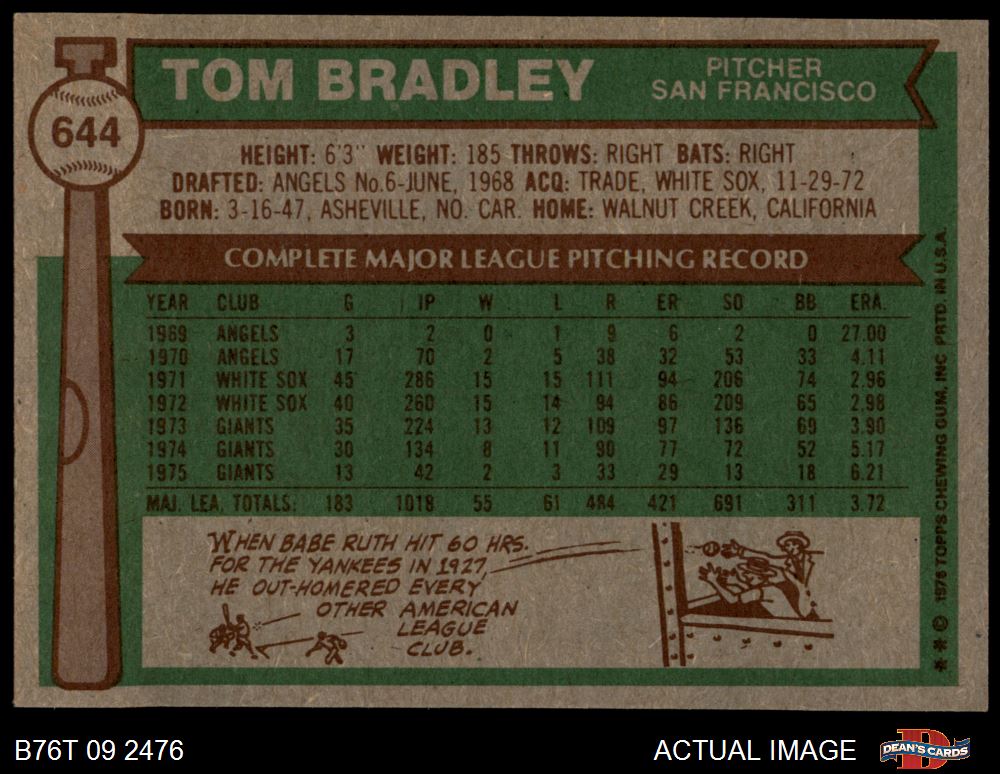 644
TOM BRADLEY
PITCHER
SAN FRANCISCO
HEIGHT: 6'3" WEIGHT: 185 THROWS: RIGHT BATS: RIGHT
DRAFTED: ANGELS No.6-JUNE, 1968 ACQ: TRADE, WHITE SOX, 11-29-72
BORN: 3-16-47, ASHEVILLE, NO. CAR. HOME: WALNUT CREEK, CALIFORNIA
COMPLETE MAJOR LEAGUE PITCHING RECORD
YEAR CLUB G IP W L R ER SO BB ERA.
1969 ANGELS 3 2 0 1 9 6 2 0 27.00
1970 ANGELS 17 70 2 5 38 32 53 33 4.11
1971 WHITE SOX 45 286 15 15 111 94 206 74 2.96
1972 WHITE SOX 40 260 15 14 94 86 209 65 2.98
1973 GIANTS 35 224 13 12 109 97 136 69 3.90
1974 GIANTS 30 134 8 11 90 77 72 52 5.17
1975 GIANTS 13 42 2 3 33 29 13 18 6.21
MAJ. LEA. TOTALS: 183 1018 55 61 484 421 691 311 3.72
WHEN BABE RUTH HIT 60 HRS.
FOR THE YANKEES IN 1927,
HE OUT-HOMERED EVERY
OTHER AMERICAN
LEAGUE
CLUB.
* * © 1976 TOPPS CHEWING GUM, INC PRTD. IN U.S.A.
B76T 09 2476
ACTUAL IMAGE
DEAN'S CARDS